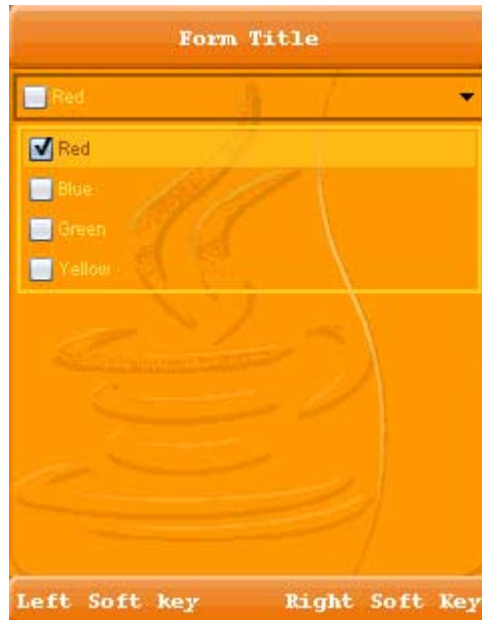 Form Title
Red
Red
Blue
Green
Yellow
Left Soft key Right Soft Key